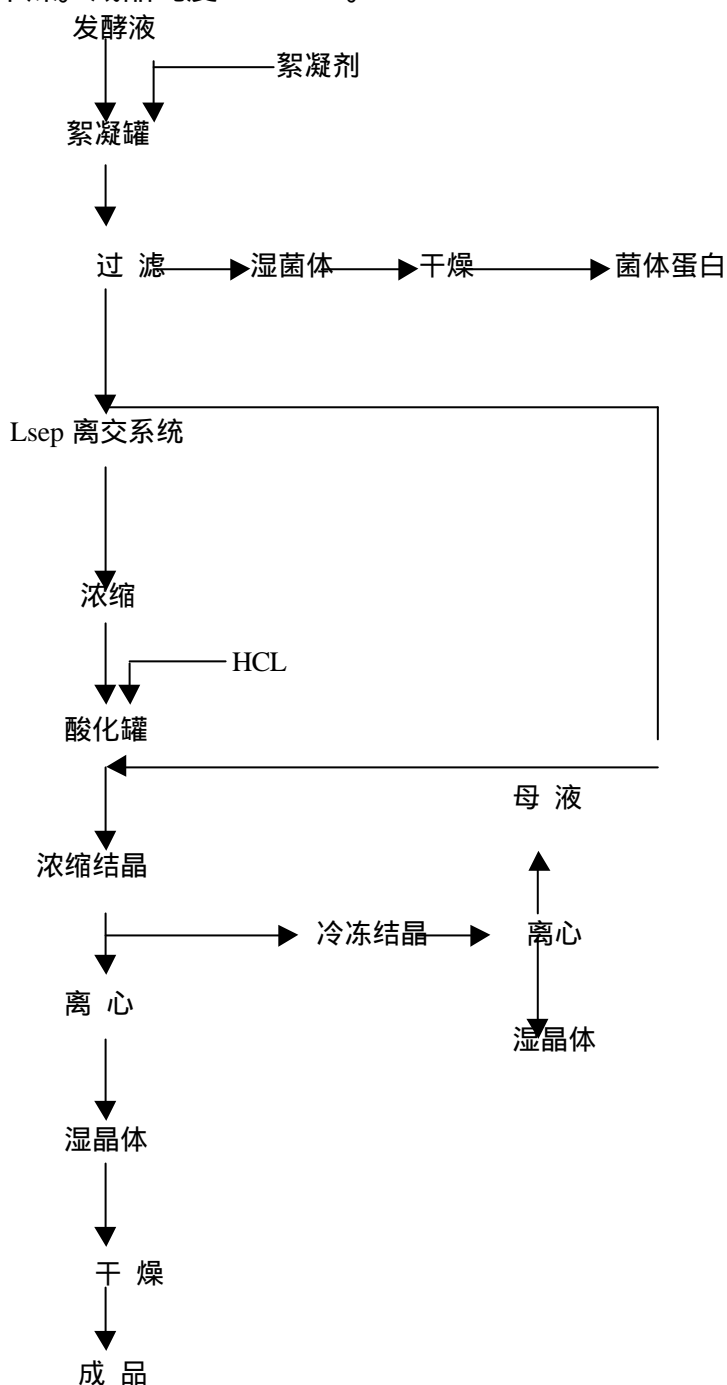 发酵液
絮凝剂
絮凝罐
过 滤 湿菌体 干燥 菌体蛋白
Lsep 离交系统
浓缩
HCL
酸化罐
母 液
浓缩结晶
冷冻结晶 离心
离 心
湿晶体
湿晶体
干 燥
成 品